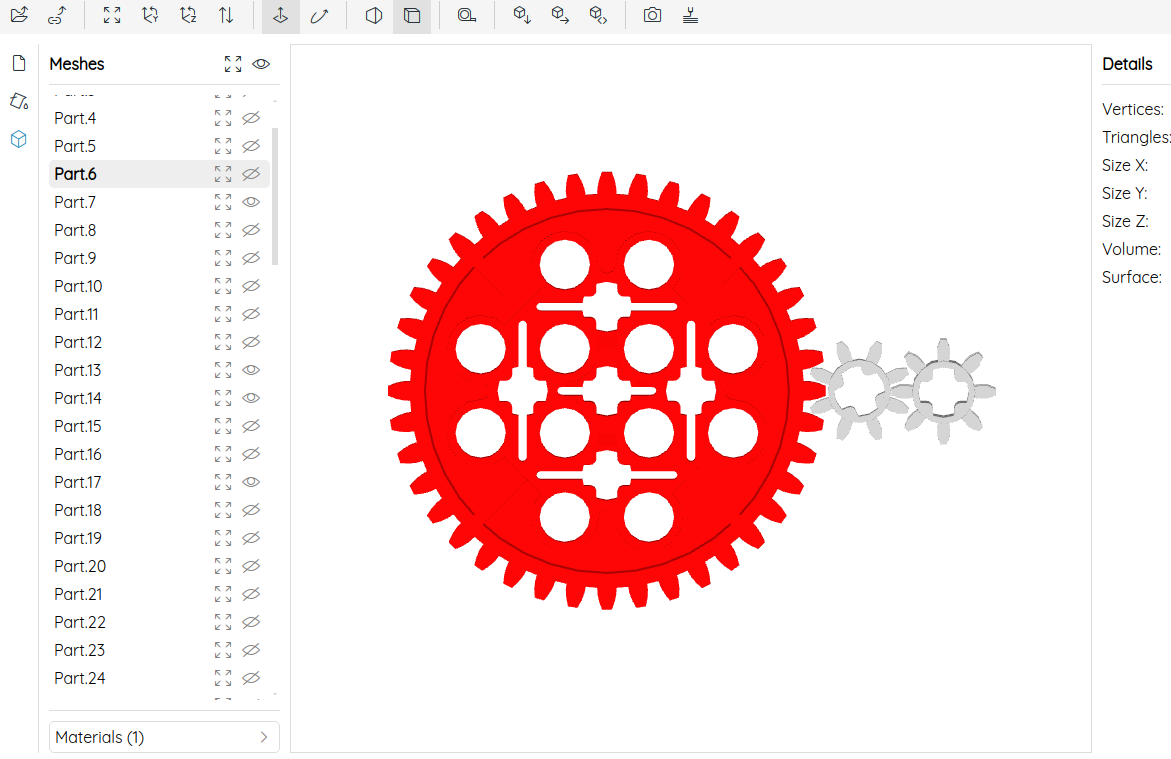 Meshes
Part.4
Part.5
Part.6
Part.7
Part.8
Part.9
Part.10
Part.11
Part.12
Part.13
Part.14
Part.15
Part.16
Part.17
Part.18
Part.19
Part.20
Part.21
Part.22
Part.23
Part.24
Materials (1)
Details
Vertices:
Triangles:
Size X:
Size Y:
Size Z:
Volume:
Surface: